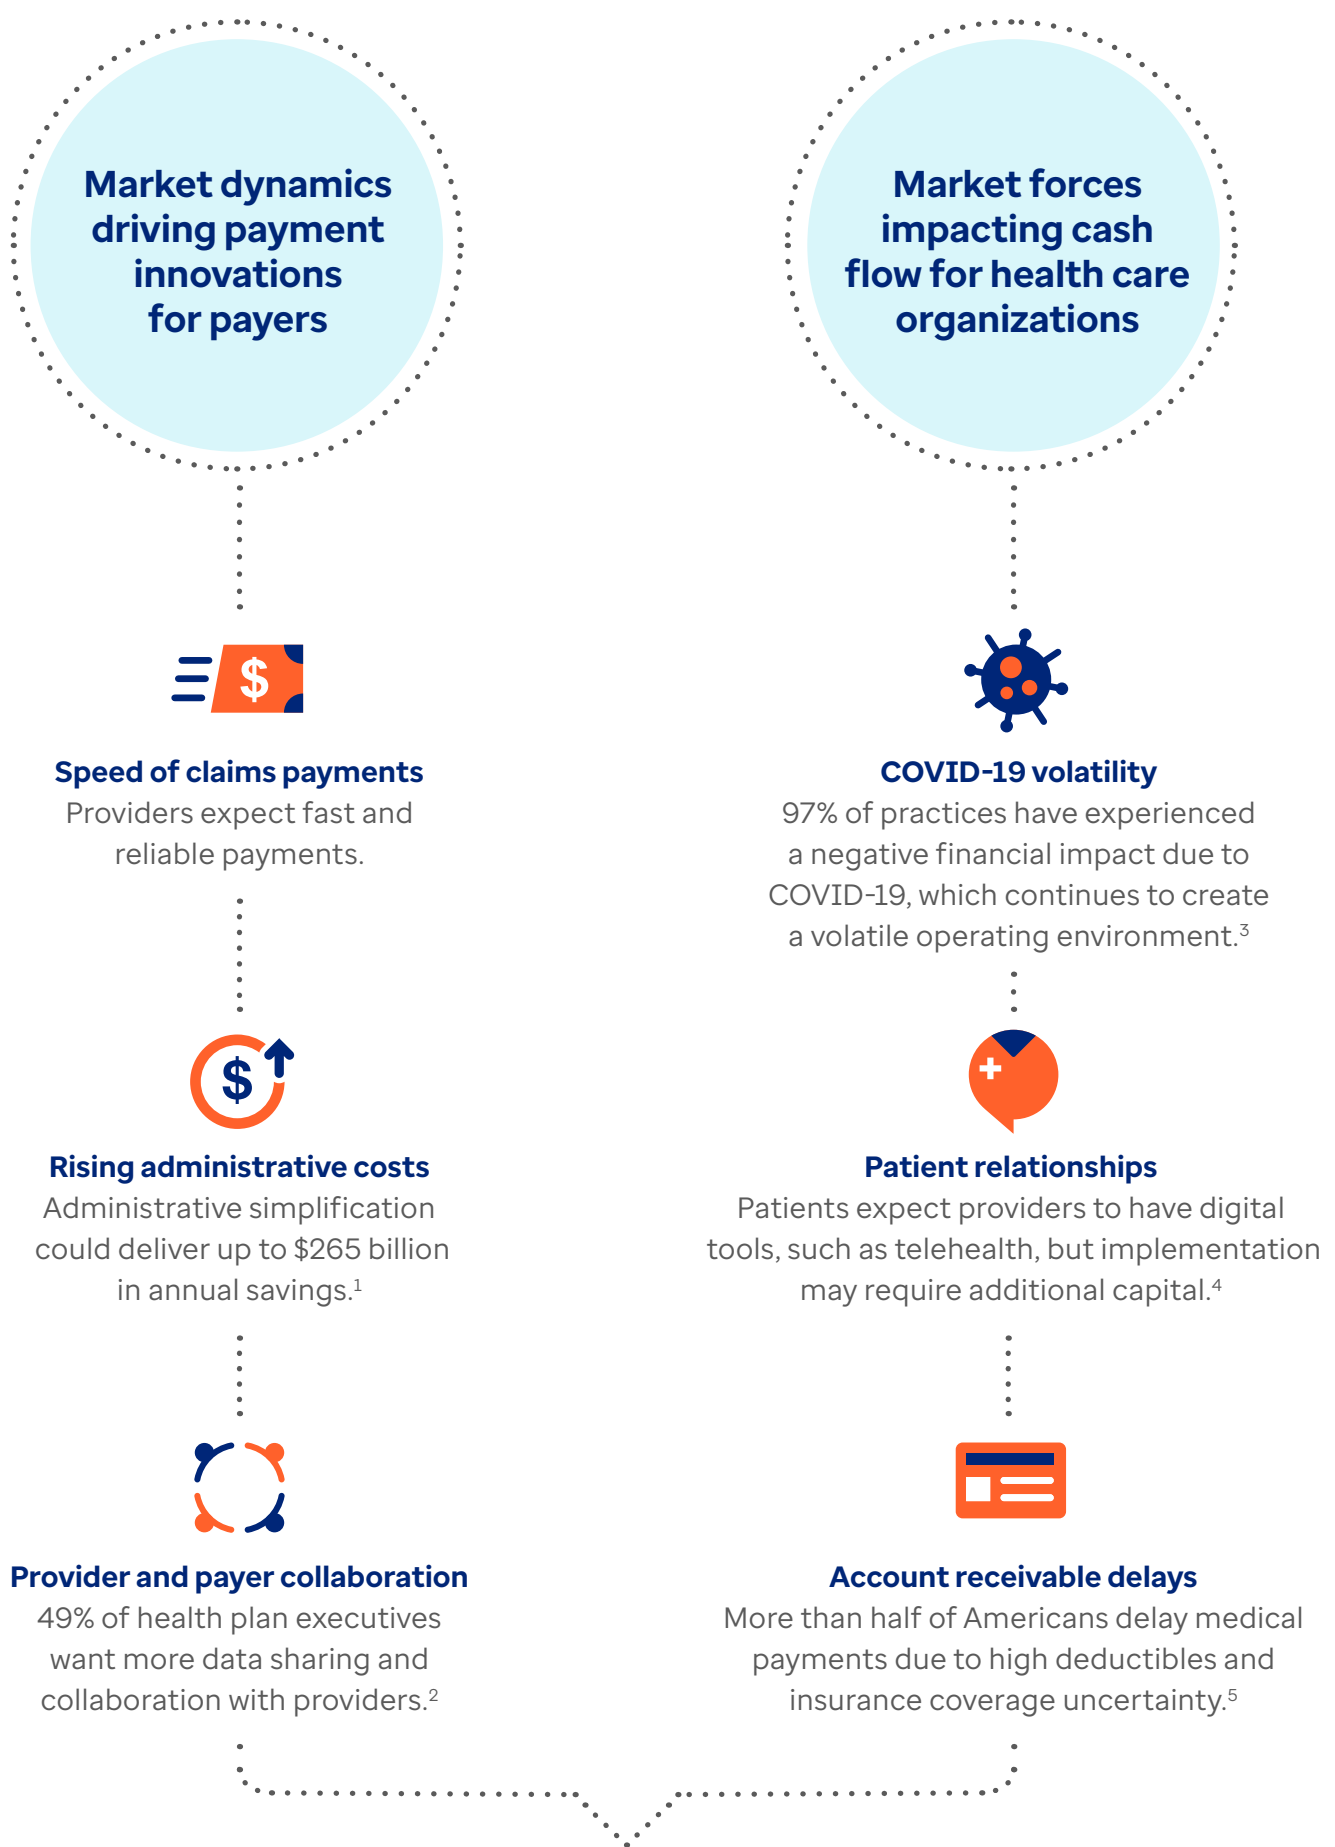 Market dynamics
driving payment
innovations
for payers
$
Speed of claims payments
Providers expect fast and
reliable payments.
$
Rising administrative costs
Administrative simplification
could deliver up to $265 billion
in annual savings.1
Provider and payer collaboration
49% of health plan executives
want more data sharing and
collaboration with providers.2
Market forces
impacting cash
flow for health care
organizations
COVID-19 volatility
97% of practices have experienced
a negative financial impact due to
COVID-19, which continues to create
a volatile operating environment.3
Patient relationships
Patients expect providers to have digital
tools, such as telehealth, but implementation
may require additional capital.4
Account receivable delays
More than half of Americans delay medical
payments due to high deductibles and
insurance coverage uncertainty.5